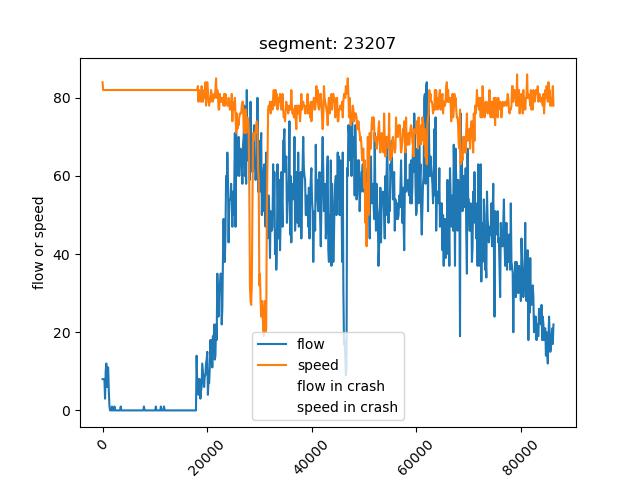 segment: 23207
80
60
40
20
0
flow or speed
flow
speed
flow in crash
speed in crash
0
20000
40000
60000
80000